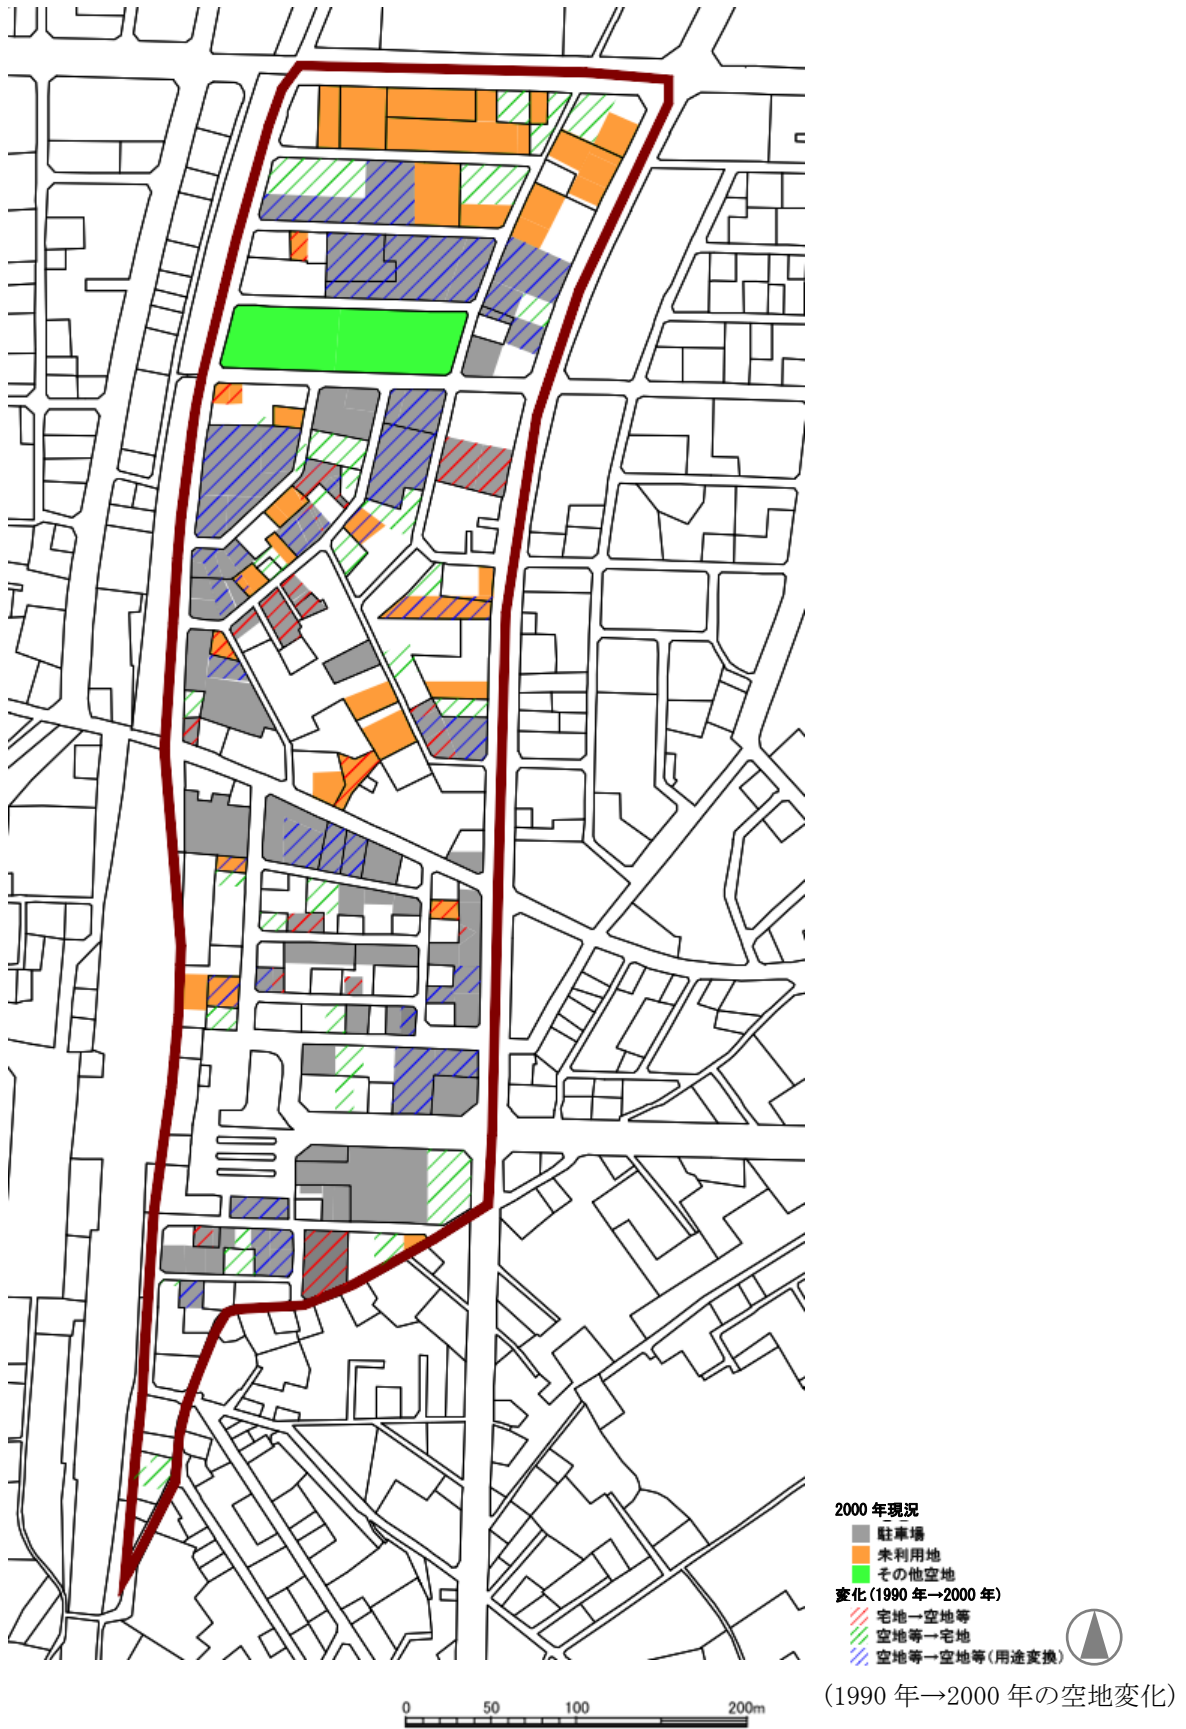 2000 年現況
駐車場
未利用地
その他空地
変化(1990 年→2000 年)
宅地→空地等
空地等→宅地
空地等→空地等(用途変換)
(1990 年→2000 年の空地変化)
0 50 100 200m